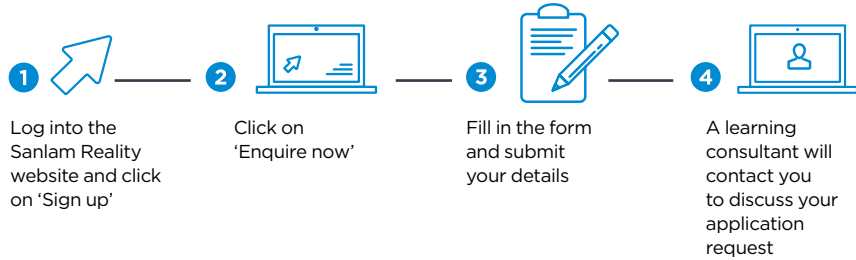 1
Log into the
Sanlam Reality
website and click
on ‘Sign up’
2
Click on
‘Enquire now’
3
Fill in the form
and submit
your details
4
A learning
consultant will
contact you
to discuss your
application
request